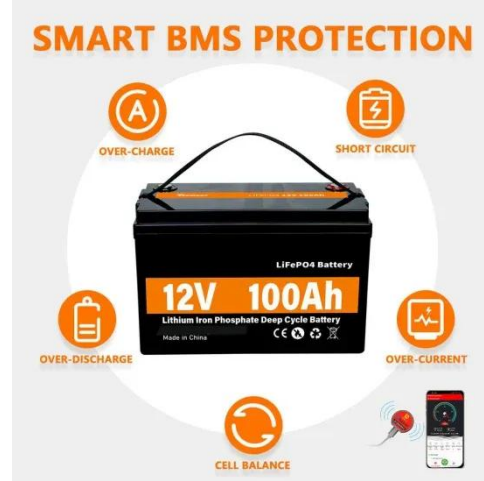 SMART BMS PROTECTION
OVER-CHARGE
SHORT CIRCUIT
LiFePO4 Battery
12V 100Ah
Lithium Iron Phosphate Deep Cycle Battery
Made in China
CE
OVER-DISCHARGE
OVER-CURRENT
CELL BALANCE